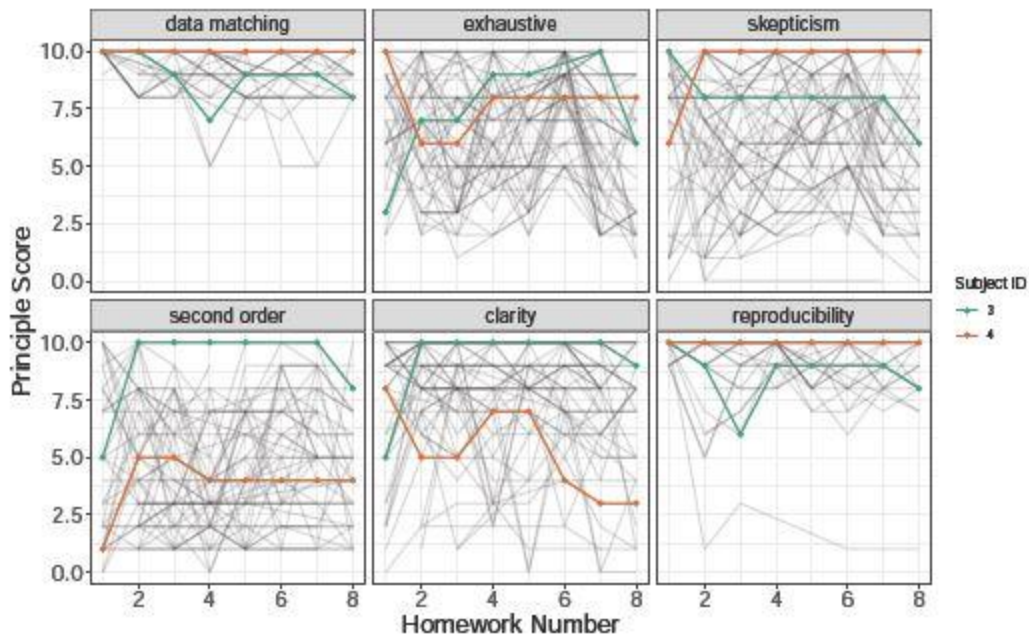 data matching
exhaustive
skepticism
10.0
7.5
5.0
2.5
0.0
second order
clarity
reproducibility
10.0
7.5
5.0
2.5
0.0
2 4 6 8
2 4 6 8
2 4 6 8
Principle Score
Homework Number
Subject ID
3
4